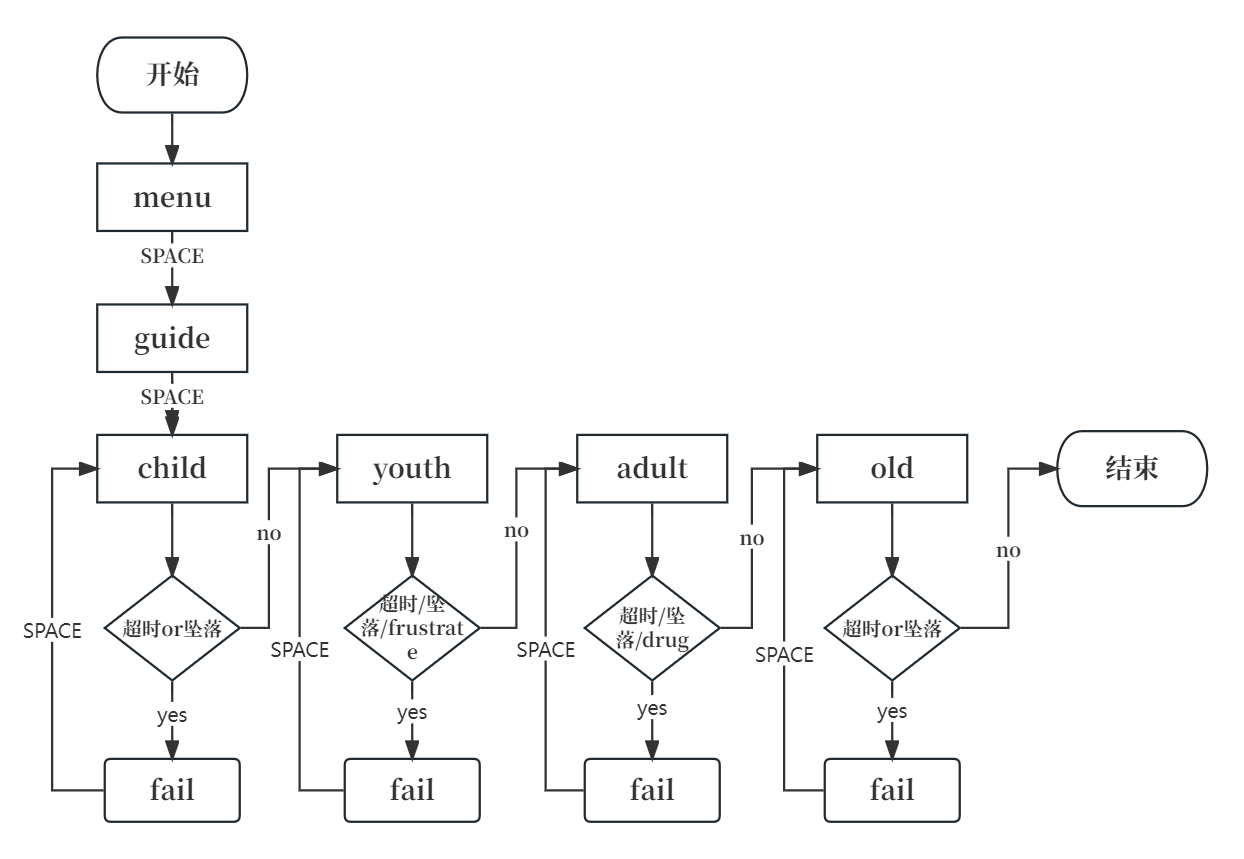 开始
menu
SPACE
guide
SPACE
child
youth
adult
old
结束
no
no
no
no
超时or坠落
超时/坠
落/frustrat
e
超时/坠
落/drug
超时or坠落
SPACE
SPACE
SPACE
SPACE
yes
yes
yes
yes
fail
fail
fail
fail